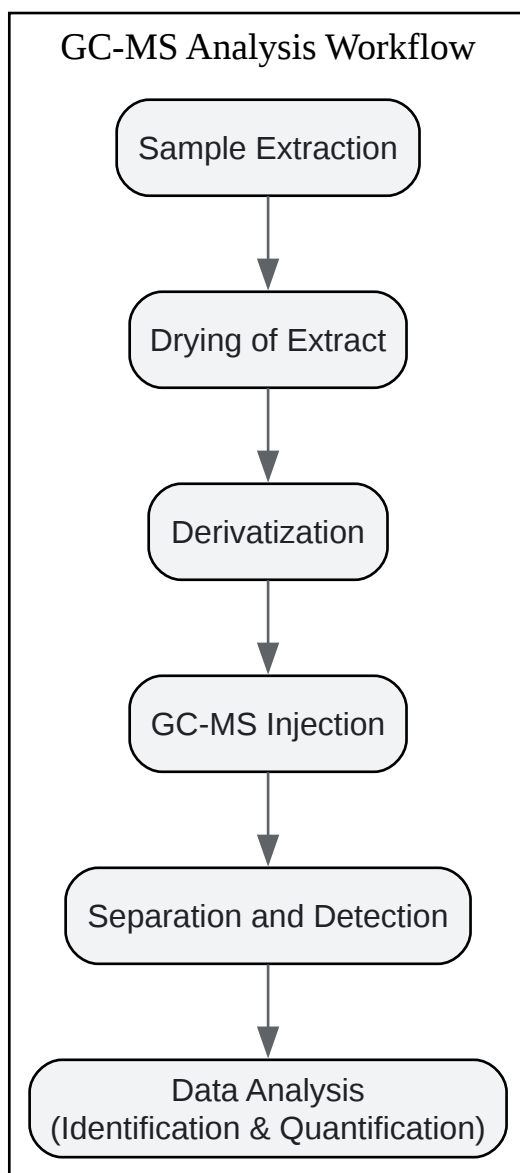 GC-MS Analysis Workflow
Sample Extraction
Drying of Extract
Derivatization
GC-MS Injection
Separation and Detection
Data Analysis
(Identification & Quantification)